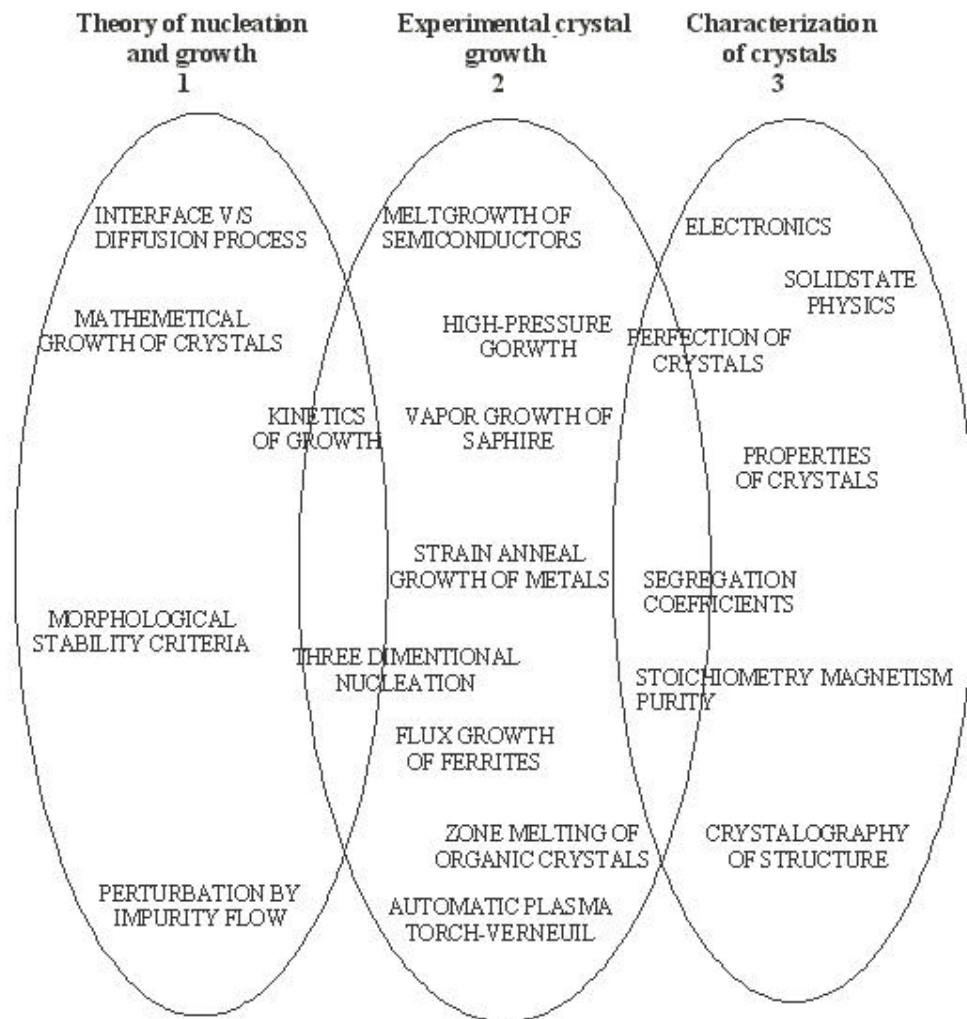 Theory of nucleation
and growth
1
Experimental crystal
growth
2
Characterization
of crystals
3
INTERFACE V/S
DIFFUSION PROCESS
MATHEMETICAL
GROWTH OF CRYSTALS
KINETICS
OF GROWTH
MORPHOLOGICAL
STABILITY CRITERIA
THREE DIMENTIONAL
NUCLEATION
PERTURBATION BY
IMPURITY FLOW
MELTGROWTH OF
SEMICONDUCTORS
HIGH-PRESSURE
GORWTH
VAPOR GROWTH OF
SAPHIRE
STRAIN ANNEAL
GROWTH OF METALS
FLUX GROWTH
OF FERRITES
ZONE MELTING OF
ORGANIC CRYSTALS
AUTOMATIC PLASMA
TORCH-VERNEUIL
ELECTRONICS
SOLIDSTATE
PHYSICS
PERFECTION OF
CRYSTALS
PROPERTIES
OF CRYSTALS
SEGREGATION
COEFFICIENTS
STOICHIOMETRY MAGNETISM
PURITY
CRYSTALOGRAPHY
OF STRUCTURE